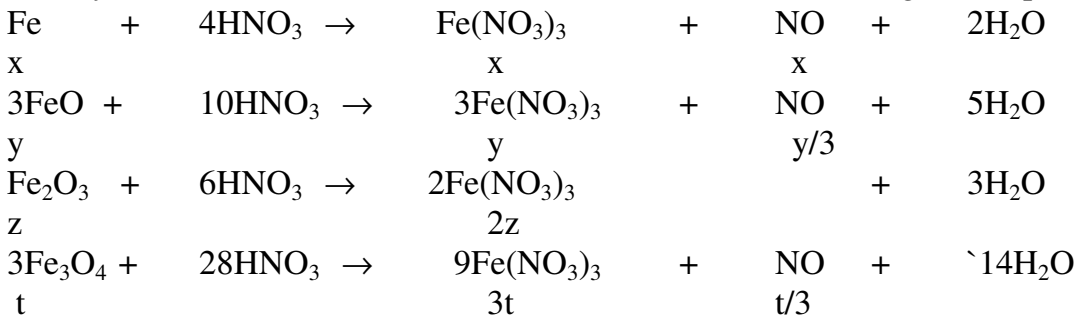 Fe + 4HNO₃ → Fe(NO₃)₃ + NO + 2H₂O
x x x
3FeO + 10HNO₃ → 3Fe(NO₃)₃ + NO + 5H₂O
y y y/3
Fe₂O₃ + 6HNO₃ → 2Fe(NO₃)₃ + 3H₂O
z 2z
3Fe₃O₄ + 28HNO₃ → 9Fe(NO₃)₃ + NO + `14H₂O
t 3t t/3